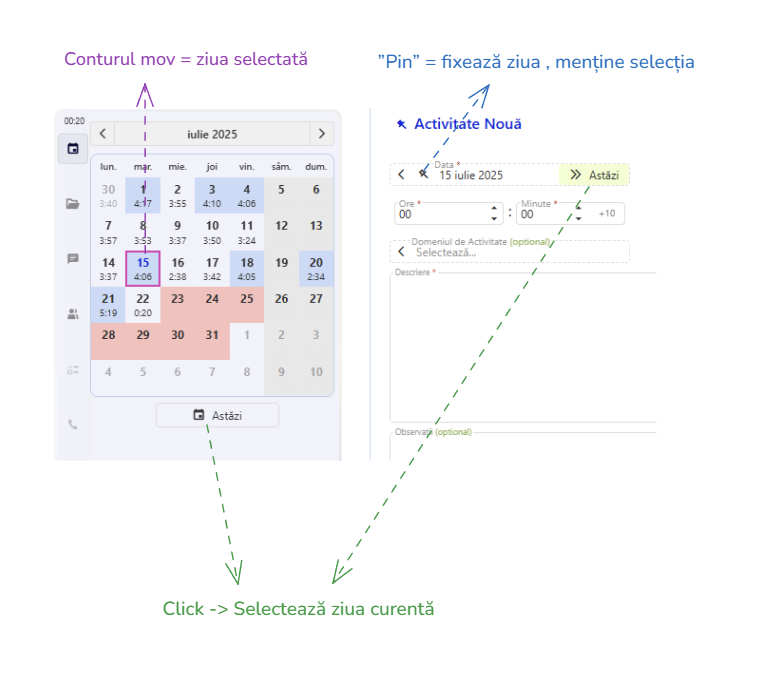 Conturul mov = ziua selectată
”Pin” = fixează ziua , menține selecția
00:20
iulie 2025
lun. mar. mie. joi vin. sâm. dum.
30 1 2 3 4 5 6
3:40 4:17 3:55 4:10 4:06
7 8 9 10 11 12 13
3:57 3:53 3:37 3:50 3:24
14 15 16 17 18 19 20
3:37 4:06 2:38 3:42 4:05 2:34
21 22 23 24 25 26 27
5:19 0:20
28 29 30 31 1 2 3
4 5 6 7 8 9 10
Astăzi
Activitate Nouă
Data *
15 iulie 2025
Astăzi
Ore * Minute *
00 : 00 +10
Domeniul de Activitate (optional)
Selectează...
Descriere *
Observații (optional)
Click -> Selectează ziua curentă